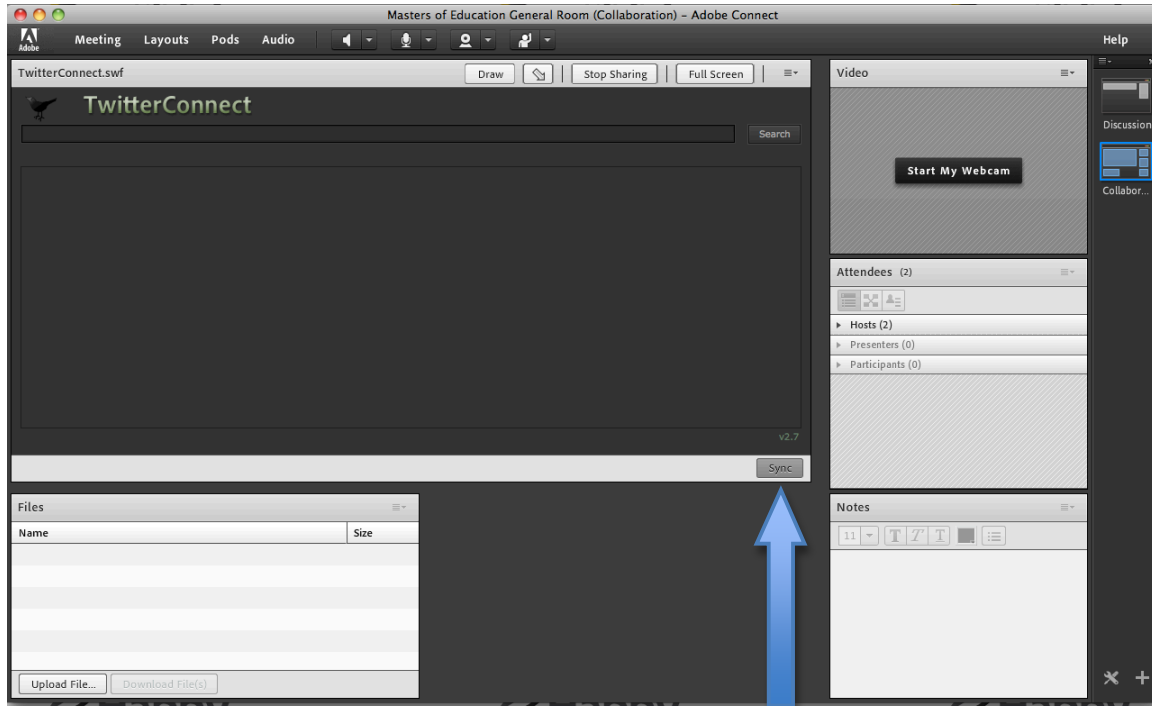 Masters of Education General Room (Collaboration) – Adobe Connect
Adobe
Meeting Layouts Pods Audio
Help
TwitterConnect.swf
Draw
Stop Sharing
Full Screen
TwitterConnect
Search
v2.7
Sync
Video
Start My Webcam
Attendees (2)
Hosts (2)
Presenters (0)
Participants (0)
Discussion
Collabor...
Files
Name Size
Upload File... Download File(s)
Notes
11 T T T